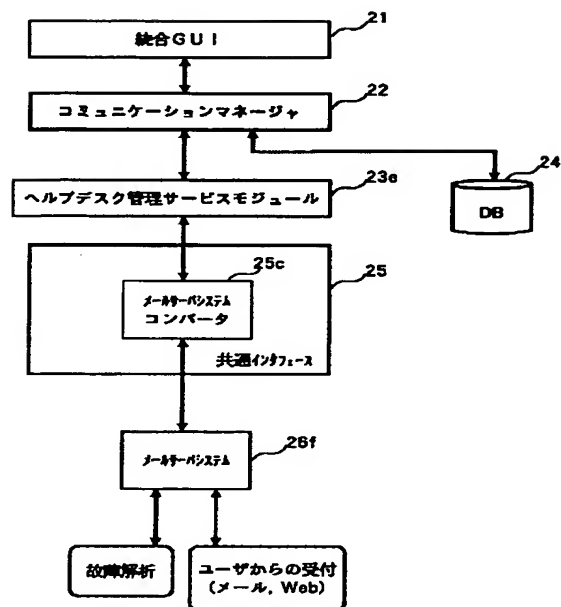 21
統合GUI
22
コミュニケーションマネージャ
23e
24
ヘルプデスク管理サービスモジュール
DB
25c
25
メールサーバシステム
コンバータ
共通インタフェース
26f
メールサーバシステム
故障解析
ユーザからの受付
(メール, Web)